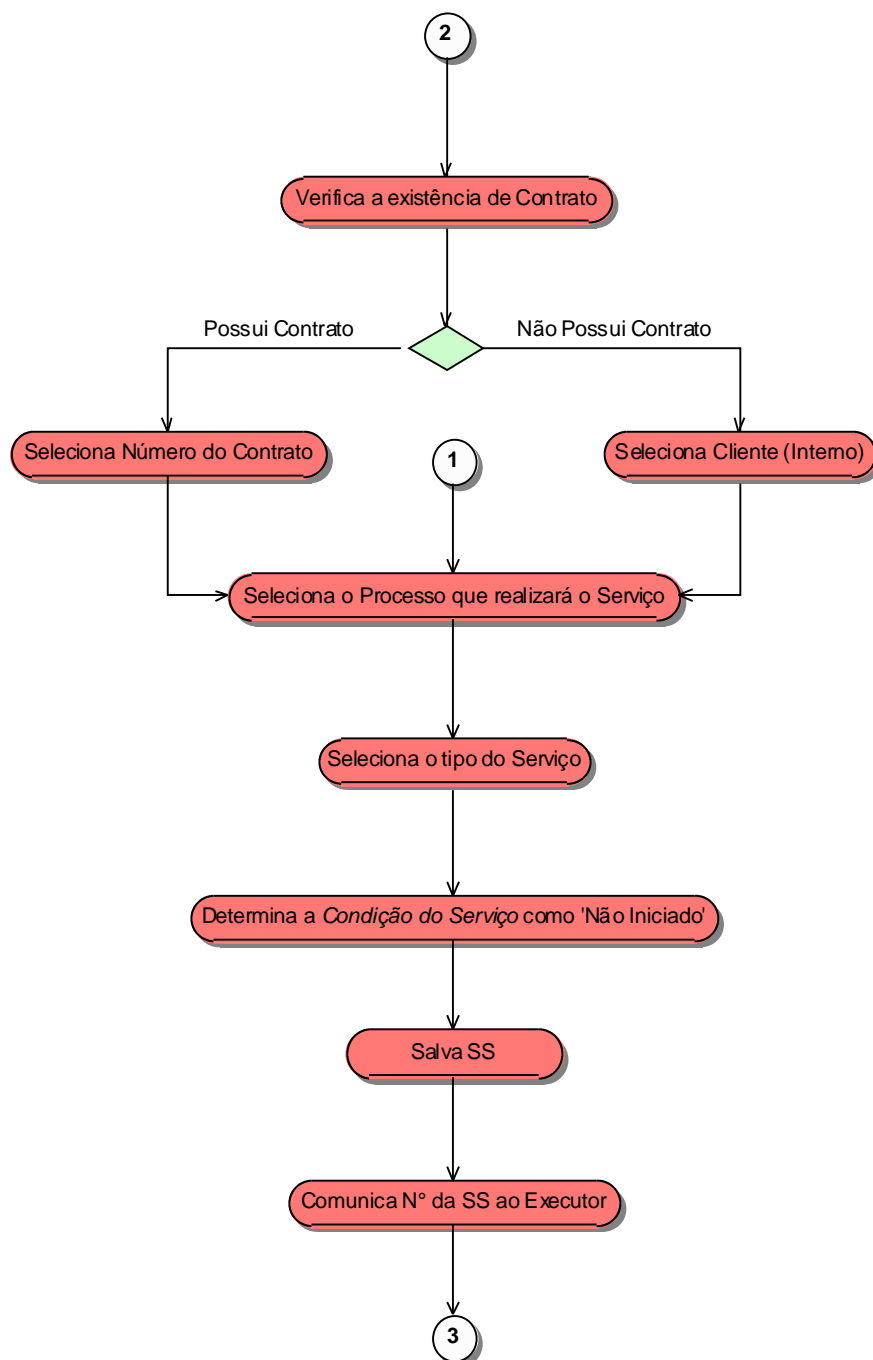 2
Verifica a existência de Contrato
Possui Contrato
Não Possui Contrato
Seleciona Número do Contrato
1
Seleciona Cliente (Interno)
Seleciona o Processo que realizará o Serviço
Seleciona o tipo do Serviço
Determina a Condição do Serviço como 'Não Iniciado'
Salva SS
Comunica N° da SS ao Executor
3